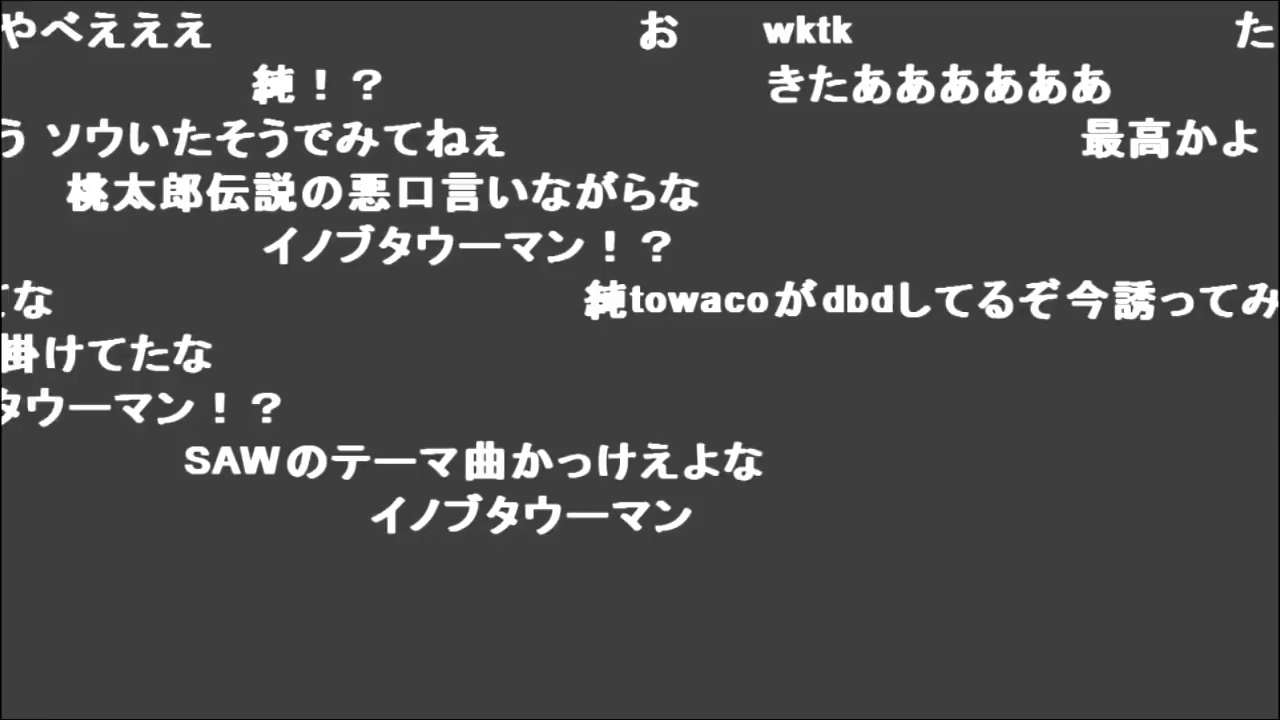 やべえええ お wktk た
純！？ きたああああああ
う ソウいたそうでみてねぇ 最高かよ
桃太郎伝説の悪口言いながらな
イノブタウーマン！？
てな 純towacoがdbdしてるぞ今誘ってみ
掛けてたな
タウーマン！？
SAWのテーマ曲かっけえよな
イノブタウーマン